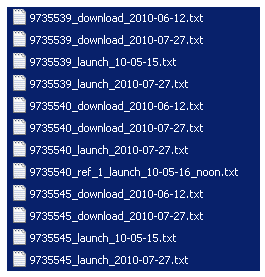 9735539_download_2010-06-12.txt
9735539_download_2010-07-27.txt
9735539_launch_10-05-15.txt
9735539_launch_2010-07-27.txt
9735540_download_2010-06-12.txt
9735540_download_2010-07-27.txt
9735540_launch_2010-07-27.txt
9735540_ref_1_launch_10-05-16_noon.txt
9735545_download_2010-06-12.txt
9735545_download_2010-07-27.txt
9735545_launch_10-05-15.txt
9735545_launch_2010-07-27.txt